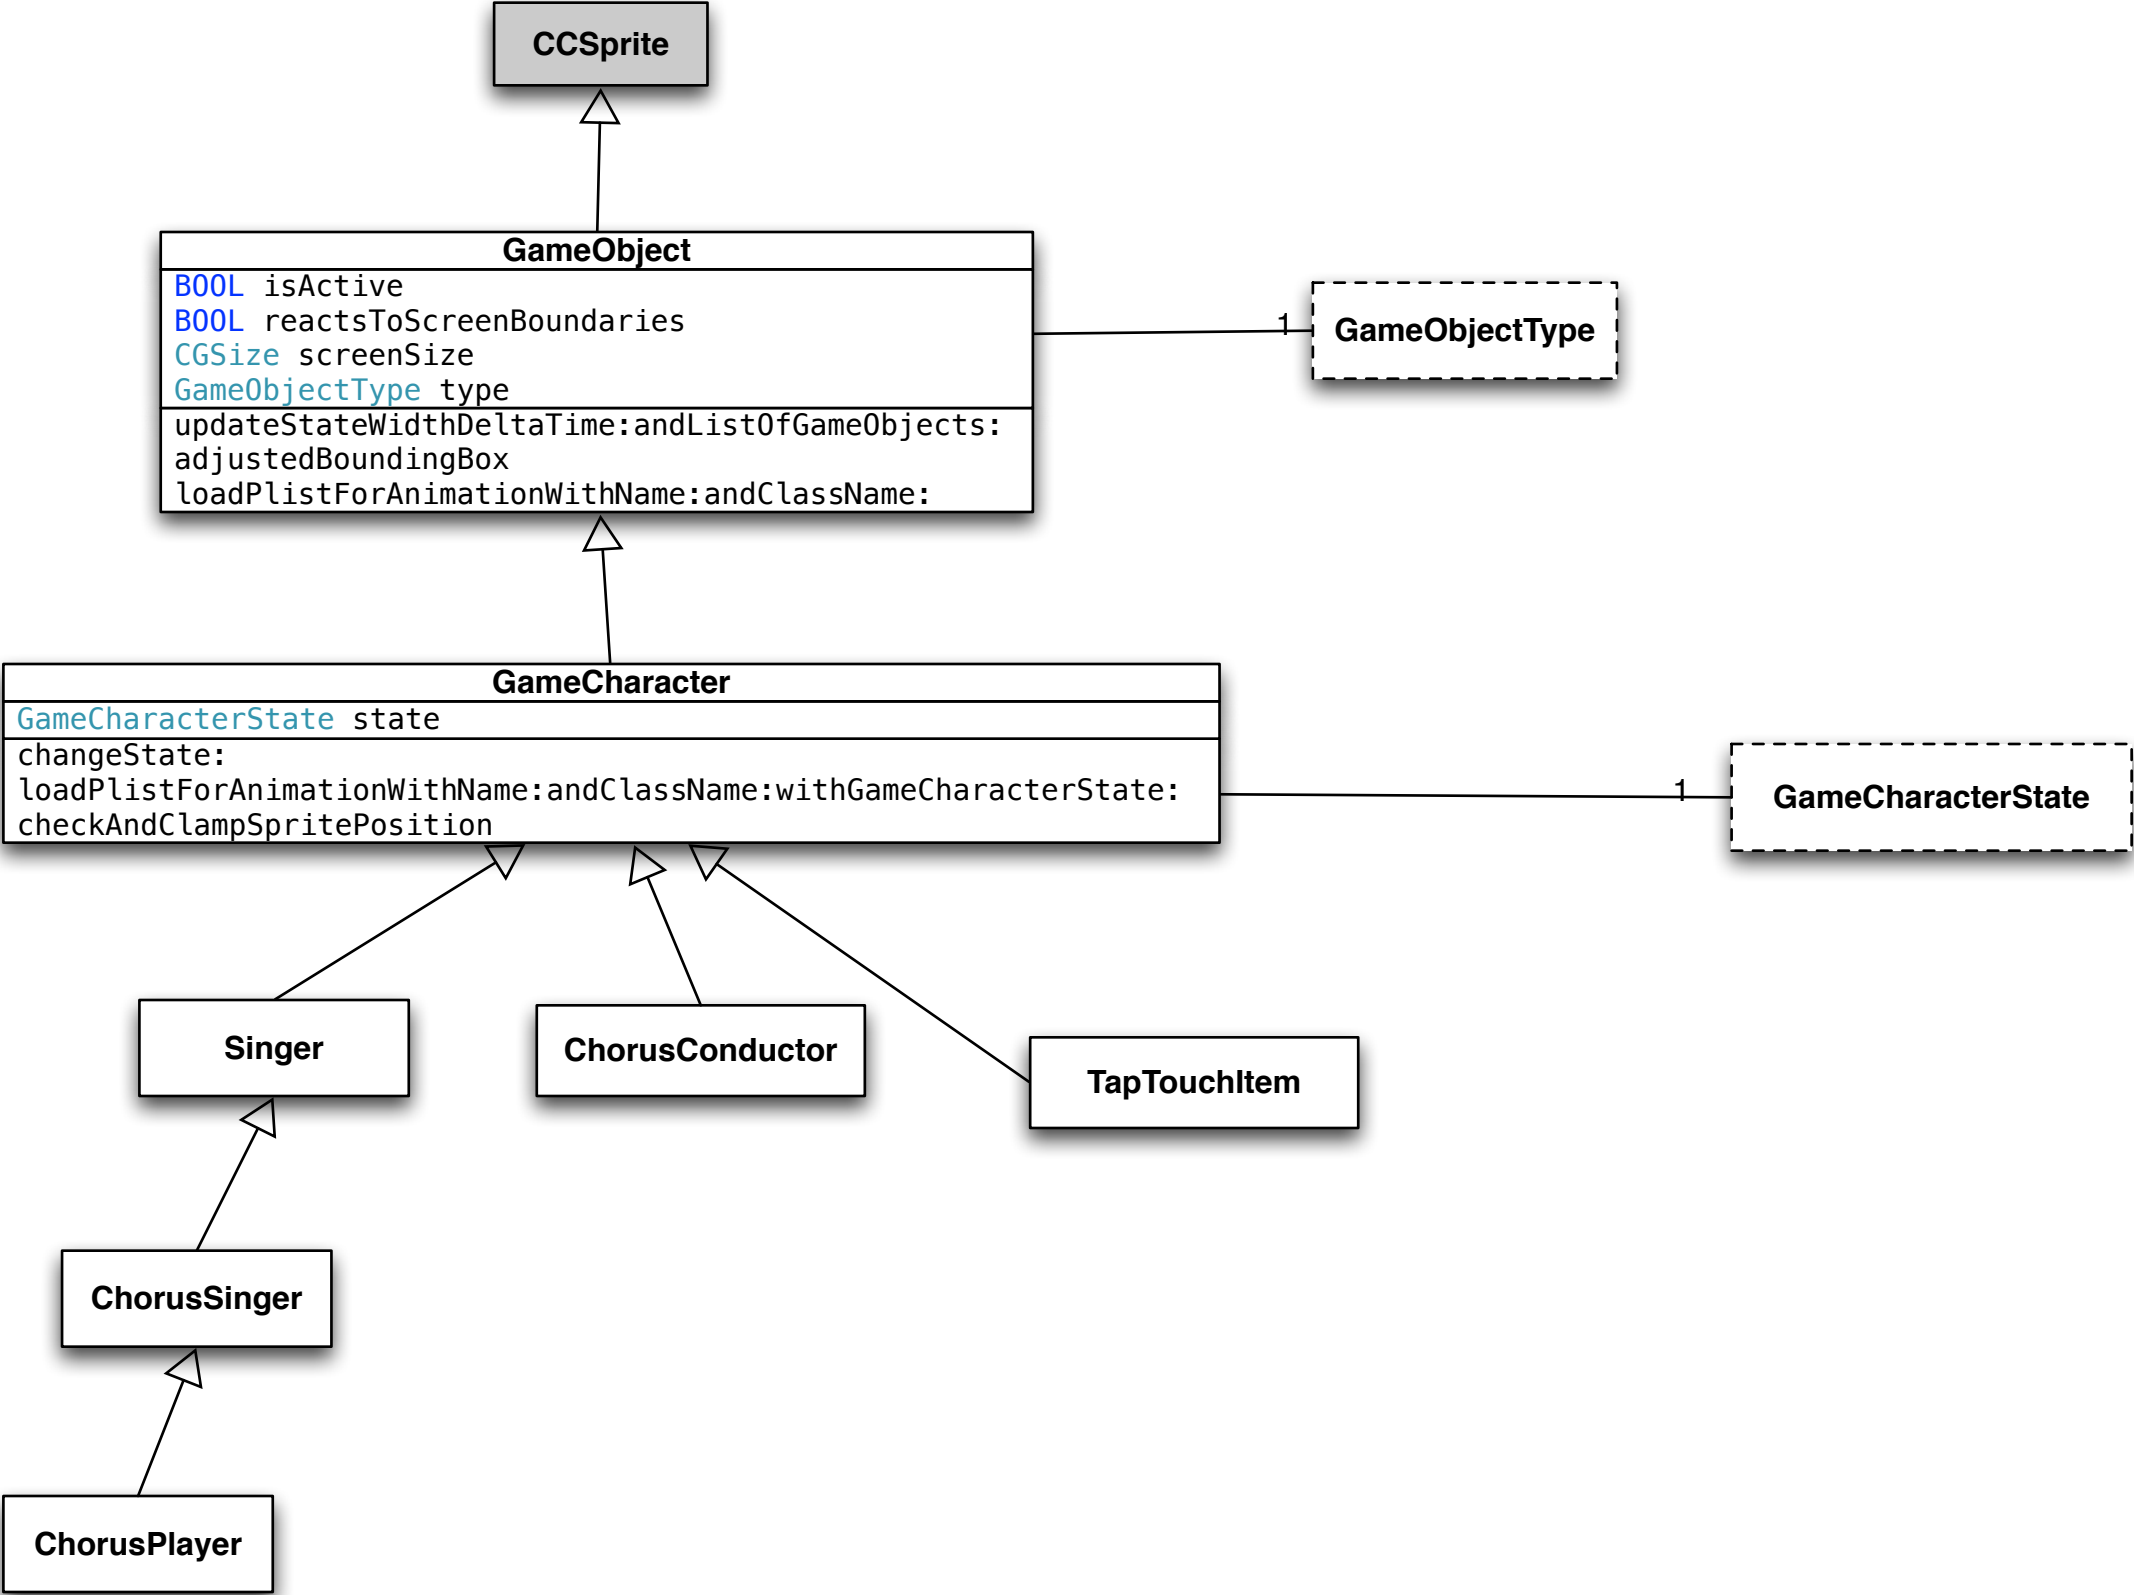 CCSprite
GameObject
BOOL isActive
BOOL reactsToScreenBoundaries
CGSize screenSize
GameObjectType type
updateStateWidthDeltaTime:andListOfGameObjects:
adjustedBoundingBox
loadPlistForAnimationWithName:andClassName:
1
GameObjectType
GameCharacter
GameCharacterState state
changeState:
loadPlistForAnimationWithName:andClassName:withGameCharacterState:
checkAndClampSpritePosition
1
GameCharacterState
Singer
ChorusConductor
TapTouchItem
ChorusSinger
ChorusPlayer